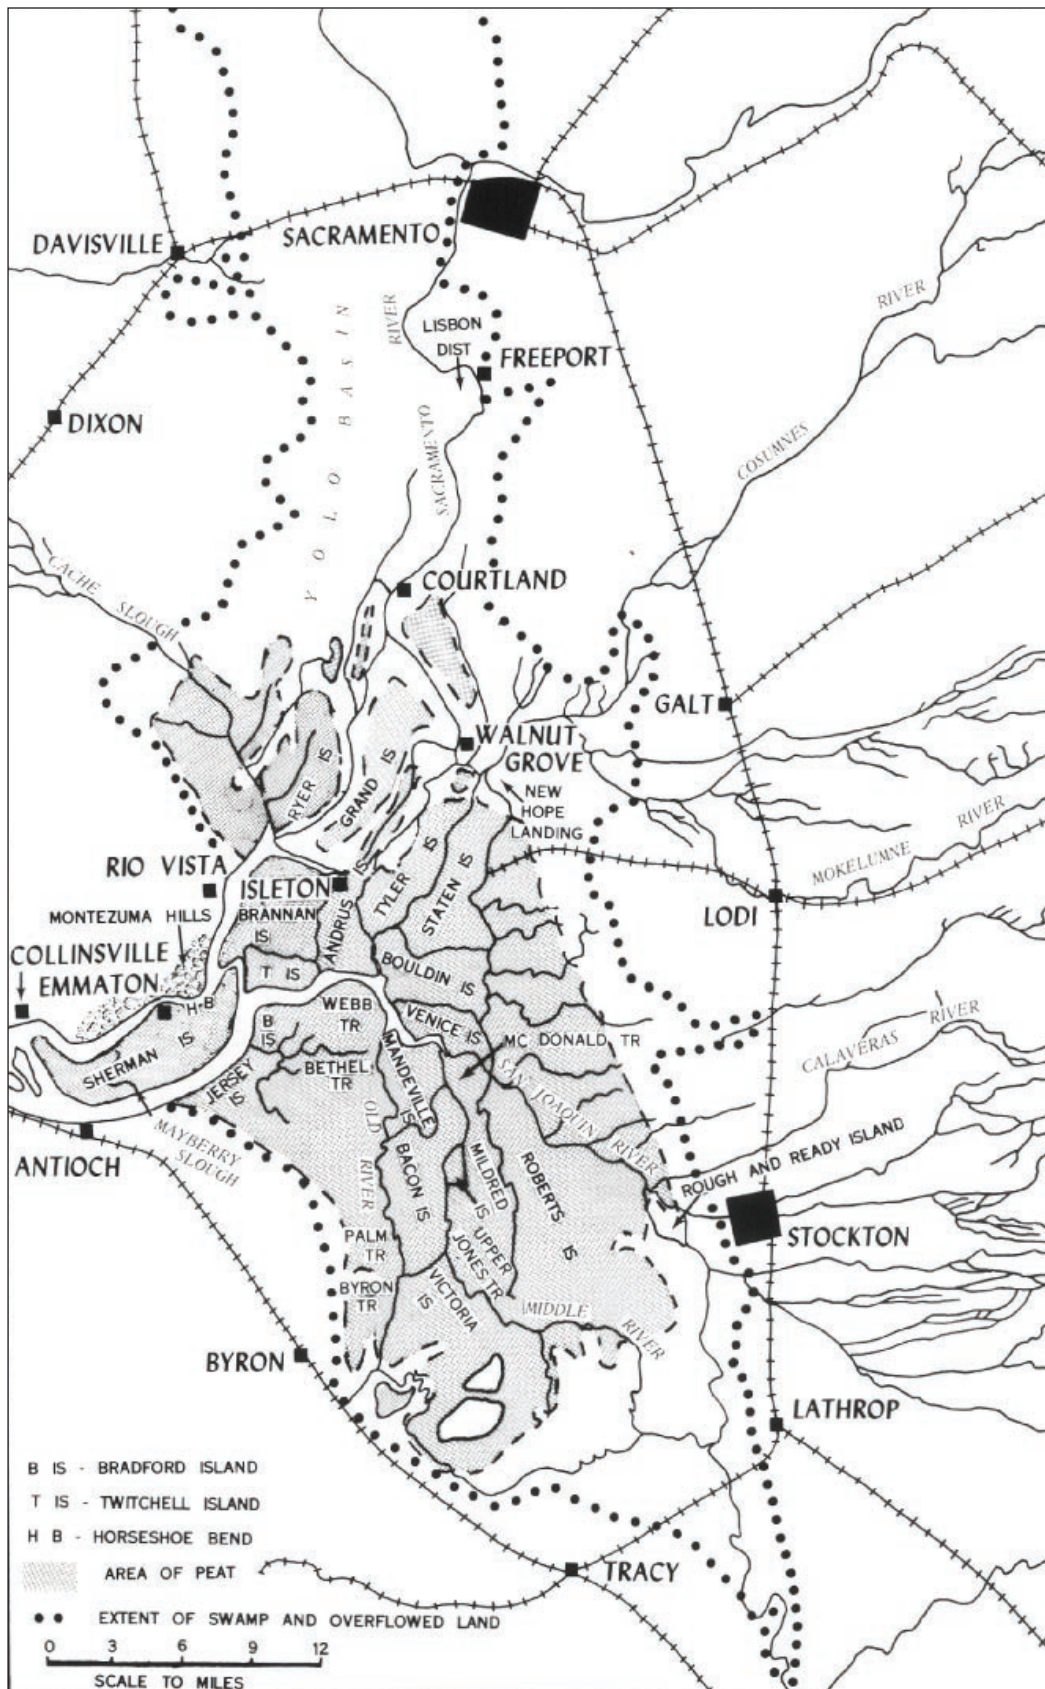 DAVISVILLE
SACRAMENTO
RIVER
LISBON
DIST
FREEPORT
RIVER
DIXON
YOLO BASIN
COSUMNES
SACRAMENTO
CACHE SLOUGH
COURTLAND
GALT
WALNUT
GROVE
RYER IS
GRAND IS
NEW
HOPE
LANDING
RIVER
MOKELUMNE
RIO VISTA
ISLETON
TYLER IS
STATEN IS
LODI
MONTEZUMA HILLS
BRANNAN
IS
ANDRUS IS
COLLINSVILLE
EMMATON
T IS
BOULDIN IS
H B
WEBB
TR
VENICE IS
MC DONALD TR
RIVER
CALAVERAS
SHERMAN IS
B
IS
JERSEY
IS
BETHEL
TR
MANDEVILLE
IS
SAN JOAQUIN RIVER
OLD
RIVER
ANTIOCH
MAYBERRY
SLOUGH
BACON IS
MILDRED
IS
ROBERTS
IS
ROUGH AND READY ISLAND
STOCKTON
PALM
TR
UPPER
JONES TR
BYRON
TR
VICTORIA
IS
MIDDLE
RIVER
BYRON
LATHROP
B IS - BRADFORD ISLAND
T IS - TWITCHELL ISLAND
H B - HORSESHOE BEND
AREA OF PEAT
TRACY
EXTENT OF SWAMP AND OVERFLOWED LAND
0 3 6 9 12
SCALE TO MILES